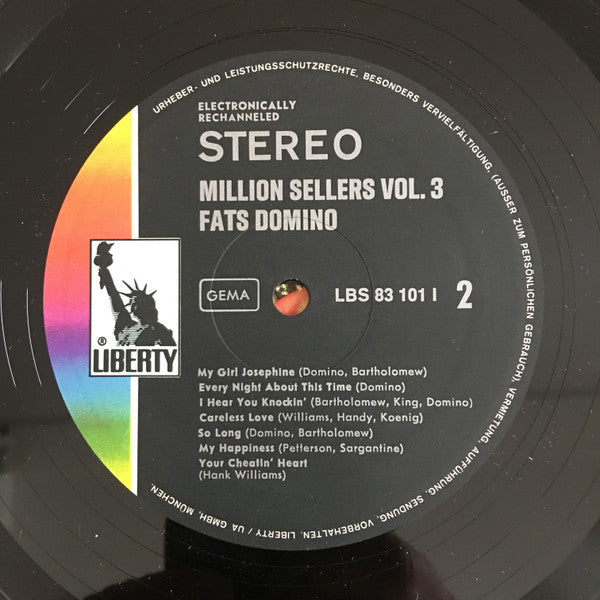 URHEBER- UND LEISTUNGSSCHUTZRECHTE, BESONDERS VERVIELFÄLTIGUNG, (AUSSER ZUM PERSÖNLICHEN GEBRAUCH), VERMIETUNG, AUFFÜHRUNG, SENDUNG, VORBEHALTEN. LIBERTY / UA GMBH, MÜNCHEN.
ELECTRONICALLY
RECHANNELED
STEREO
MILLION SELLERS VOL. 3
FATS DOMINO
GEMA
LBS 83 101 I 2
® LIBERTY
My Girl Josephine (Domino, Bartholomew)
Every Night About This Time (Domino)
I Hear You Knockin' (Bartholomew, King, Domino)
Careless Love (Williams, Handy, Koenig)
So Long (Domino, Bartholomew)
My Happiness (Petterson, Sargantine)
Your Cheatin' Heart
(Hank Williams)